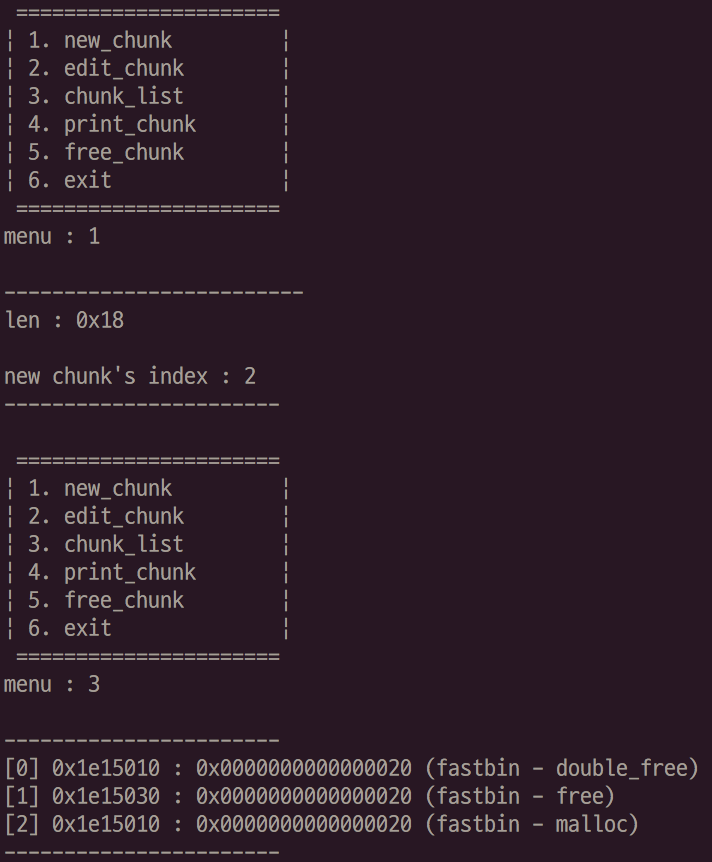 ======================
¦ 1. new_chunk         ¦
¦ 2. edit_chunk        ¦
¦ 3. chunk_list        ¦
¦ 4. print_chunk       ¦
¦ 5. free_chunk        ¦
¦ 6. exit              ¦
======================
menu : 1
-------------------------
len : 0x18
new chunk's index : 2
-----------------------
======================
¦ 1. new_chunk         ¦
¦ 2. edit_chunk        ¦
¦ 3. chunk_list        ¦
¦ 4. print_chunk       ¦
¦ 5. free_chunk        ¦
¦ 6. exit              ¦
======================
menu : 3
-----------------------
[0] 0x1e15010 : 0x0000000000000020 (fastbin - double_free)
[1] 0x1e15030 : 0x0000000000000020 (fastbin - free)
[2] 0x1e15010 : 0x0000000000000020 (fastbin - malloc)
-----------------------